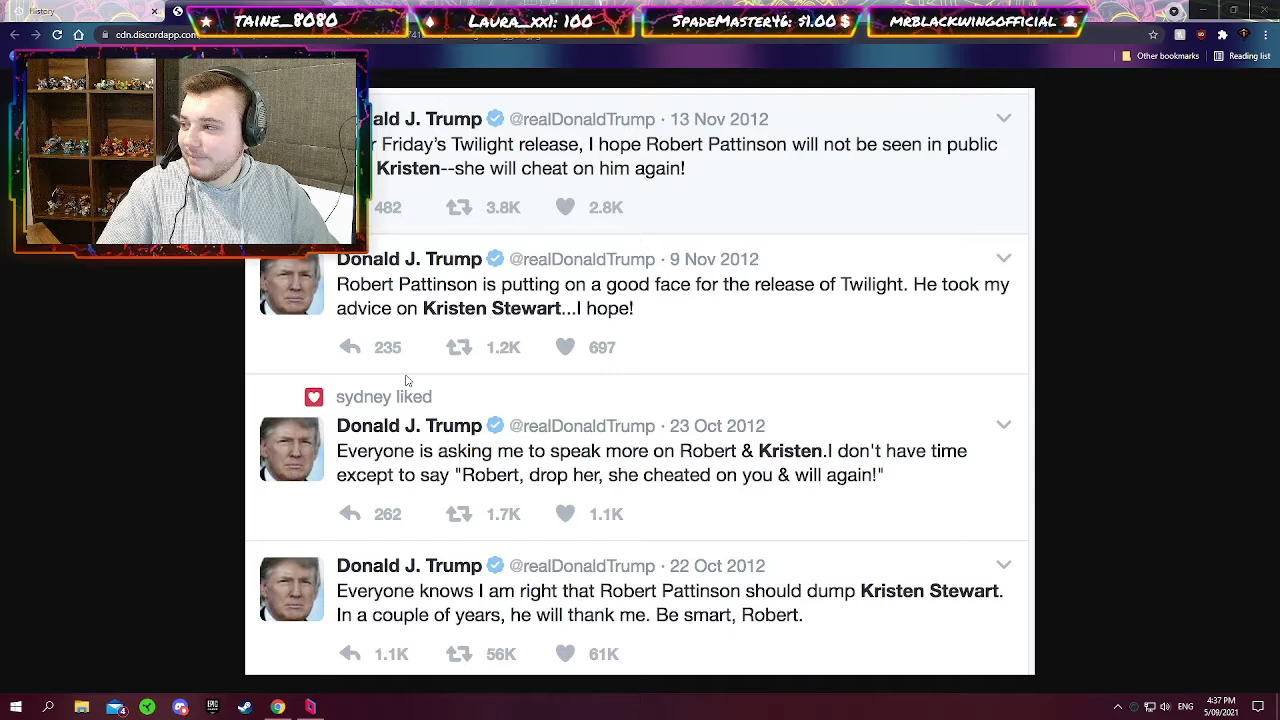 History
TAINE_8080
LAURA_XX1: 100
SPADEMASTER46: $1.00 $
MRBLACKWINGOFFICIAL
cdn.discordapp.com
Other bookmarks
Reading list
ald J. Trump @realDonaldTrump · 13 Nov 2012
r Friday's Twilight release, I hope Robert Pattinson will not be seen in public
Kristen--she will cheat on him again!
482 3.8K 2.8K
Donald J. Trump @realDonaldTrump · 9 Nov 2012
Robert Pattinson is putting on a good face for the release of Twilight. He took my
advice on Kristen Stewart...I hope!
235 1.2K 697
sydney liked
Donald J. Trump @realDonaldTrump · 23 Oct 2012
Everyone is asking me to speak more on Robert & Kristen.I don't have time
except to say "Robert, drop her, she cheated on you & will again!"
262 1.7K 1.1K
Donald J. Trump @realDonaldTrump · 22 Oct 2012
Everyone knows I am right that Robert Pattinson should dump Kristen Stewart.
In a couple of years, he will thank me. Be smart, Robert.
1.1K 56K 61K
EPIC
4
ENG
4:37 PM
5/09/2021